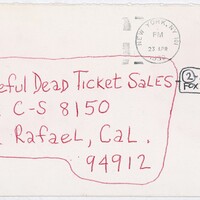 NEW YORK, NY
PM
23 APR
eful Dead Ticket Sales
C-S 8150
Rafael, Cal.
94912
2-
FOX